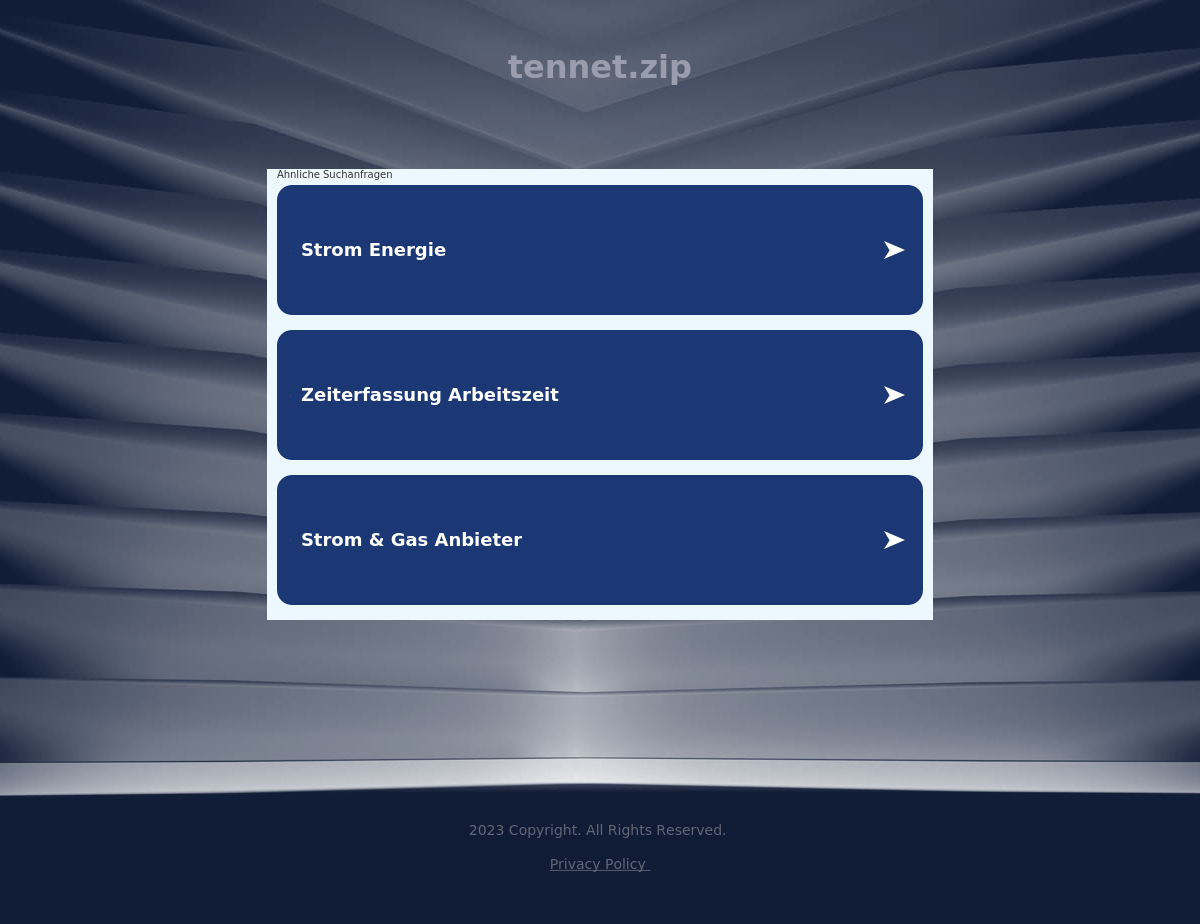 tennet.zip
Ähnliche Suchanfragen
Strom Energie
Zeiterfassung Arbeitszeit
Strom & Gas Anbieter
2023 Copyright. All Rights Reserved.
Privacy Policy